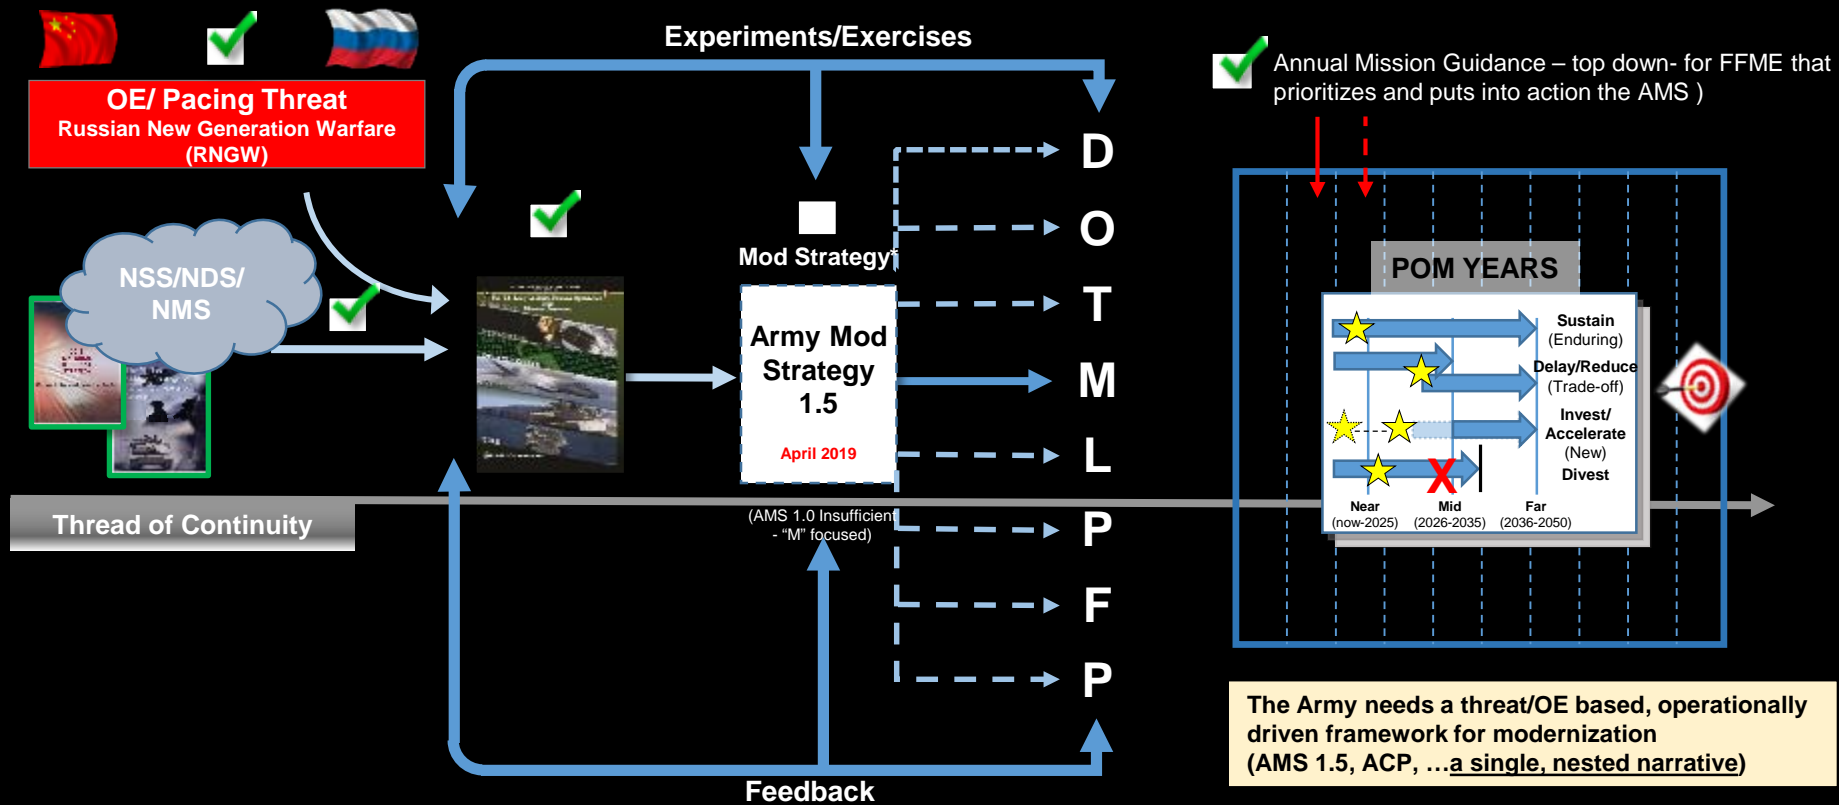 Experiments/Exercises
OE/ Pacing Threat
Russian New Generation Warfare
(RNGW)
Annual Mission Guidance – top down- for FFME that
prioritizes and puts into action the AMS )
NSS/NDS/
NMS
Mod Strategy*
Army Mod
Strategy
1.5
April 2019
(AMS 1.0 Insufficient
- “M” focused)
Thread of Continuity
D
O
T
M
L
P
F
P
POM YEARS
Sustain
(Enduring)
Delay/Reduce
(Trade-off)
Invest/
Accelerate
(New)
Divest
X
Near
(now-2025)
Mid
(2026-2035)
Far
(2036-2050)
Feedback
The Army needs a threat/OE based, operationally
driven framework for modernization
(AMS 1.5, ACP, …a single, nested narrative)